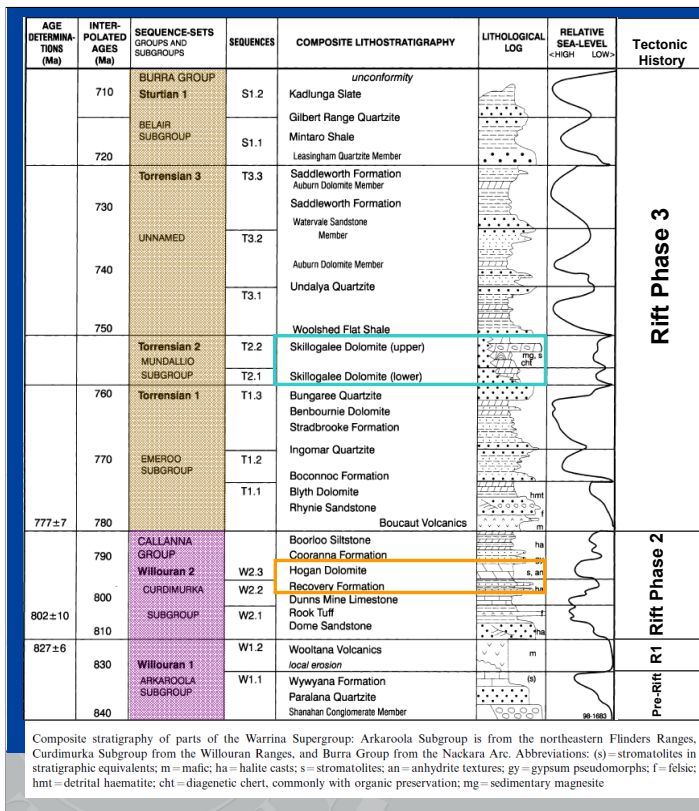 AGE
DETERMINA-
TIONS
(Ma)
INTER-
POLATED
AGES
(Ma)
SEQUENCE-SETS
GROUPS AND
SUBGROUPS
SEQUENCES
COMPOSITE LITHOSTRATIGRAPHY
LITHOLOGICAL
LOG
RELATIVE
SEA-LEVEL
<HIGH LOW>
Tectonic
History
BURRA GROUP
unconformity
710
Sturtian 1
S1.2
Kadlunga Slate
Gilbert Range Quartzite
BELAIR
SUBGROUP
S1.1
Mintaro Shale
720
Leasingham Quartzite Member
Torrensian 3
T3.3
Saddleworth Formation
Auburn Dolomite Member
730
Saddleworth Formation
Watervale Sandstone
Member
UNNAMED
T3.2
740
Auburn Dolomite Member
Undalya Quartzite
T3.1
750
Woolshed Flat Shale
Rift Phase 3
Torrensian 2
T2.2
Skillogalee Dolomite (upper)
mg, s
cht
MUNDALLIO
SUBGROUP
T2.1
Skillogalee Dolomite (lower)
760
Torrensian 1
T1.3
Bungaree Quartzite
Benbournie Dolomite
Stradbrooke Formation
Ingomar Quartzite
770
EMEROO
SUBGROUP
T1.2
Boconnoc Formation
T1.1
Blyth Dolomite
hmt
Rhynie Sandstone
f
777±7
780
Boucaut Volcanics
m
CALLANNA
GROUP
Boorloo Siltstone
ha
790
Cooranna Formation
Willouran 2
W2.3
Hogan Dolomite
s, an
CURDIMURKA
W2.2
Recovery Formation
ha
800
Dunns Mine Limestone
802±10
SUBGROUP
W2.1
Rook Tuff
f
810
Dome Sandstone
ha
Rift Phase 2
827±6
W1.2
Wooltana Volcanics
m
830
Willouran 1
local erosion
R1
ARKAROOLA
SUBGROUP
W1.1
Wywyana Formation
(s)
Paralana Quartzite
840
Shanahan Conglomerate Member
98-1683
Pre-Rift
Composite stratigraphy of parts of the Warrina Supergroup: Arkaroola Subgroup is from the northeastern Flinders Ranges,
Curdimurka Subgroup from the Willouran Ranges, and Burra Group from the Nackara Arc. Abbreviations: (s)=stromatolites in
stratigraphic equivalents; m=mafic; ha=halite casts; s=stromatolites; an=anhydrite textures; gy=gypsum pseudomorphs; f=felsic;
hmt=detrital haematite; cht=diagenetic chert, commonly with organic preservation; mg=sedimentary magnesite